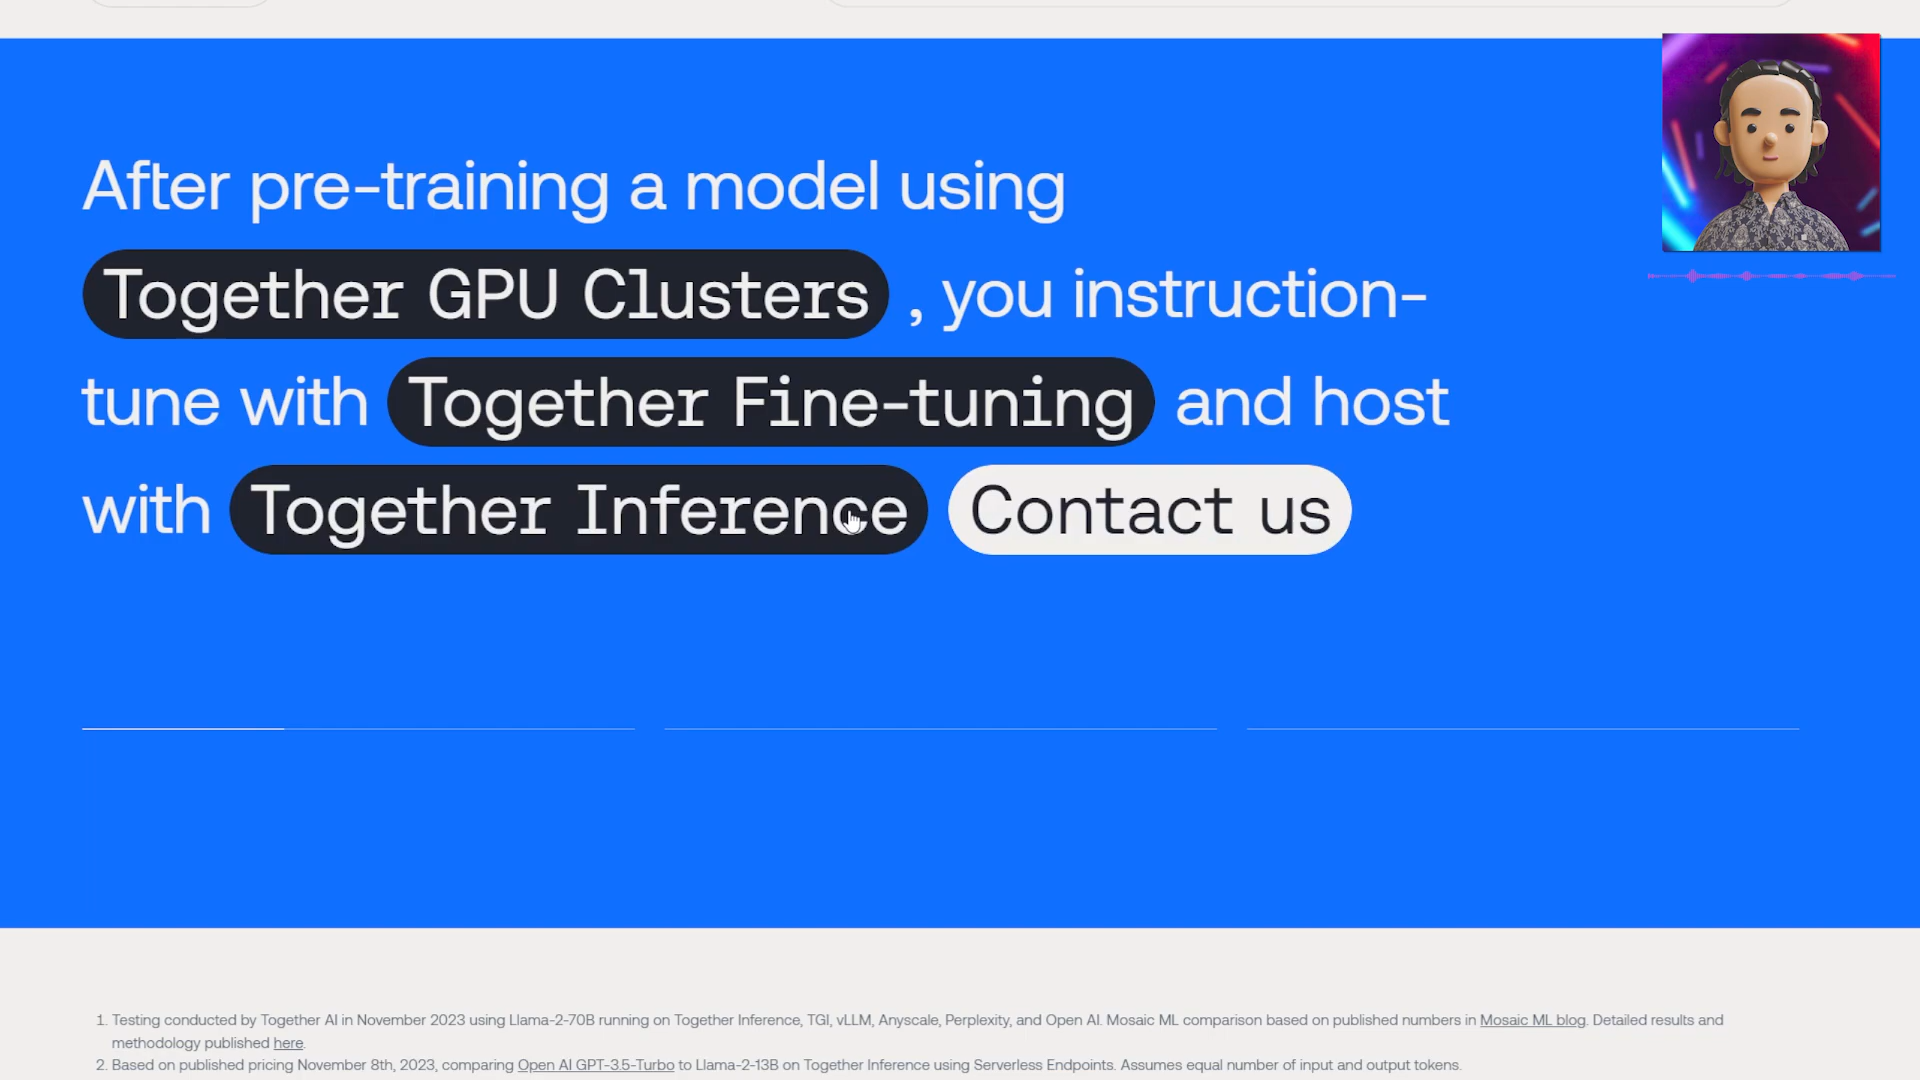 After pre-training a model using
Together GPU Clusters , you instruction-
tune with Together Fine-tuning and host
with Together Inference Contact us
1. Testing conducted by Together AI in November 2023 using Llama-2-70B running on Together Inference, TGI, vLLM, Anyscale, Perplexity, and Open AI. Mosaic ML comparison based on published numbers in Mosaic ML blog. Detailed results and
methodology published here.
2. Based on published pricing November 8th, 2023, comparing Open AI GPT-3.5-Turbo to Llama-2-13B on Together Inference using Serverless Endpoints. Assumes equal number of input and output tokens.